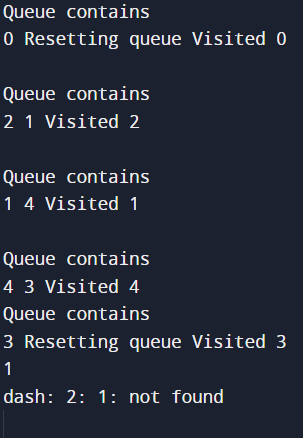 Queue contains
0 Resetting queue Visited 0
Queue contains
2 1 Visited 2
Queue contains
1 4 Visited 1
Queue contains
4 3 Visited 4
Queue contains
3 Resetting queue Visited 3
1
dash: 2: 1: not found